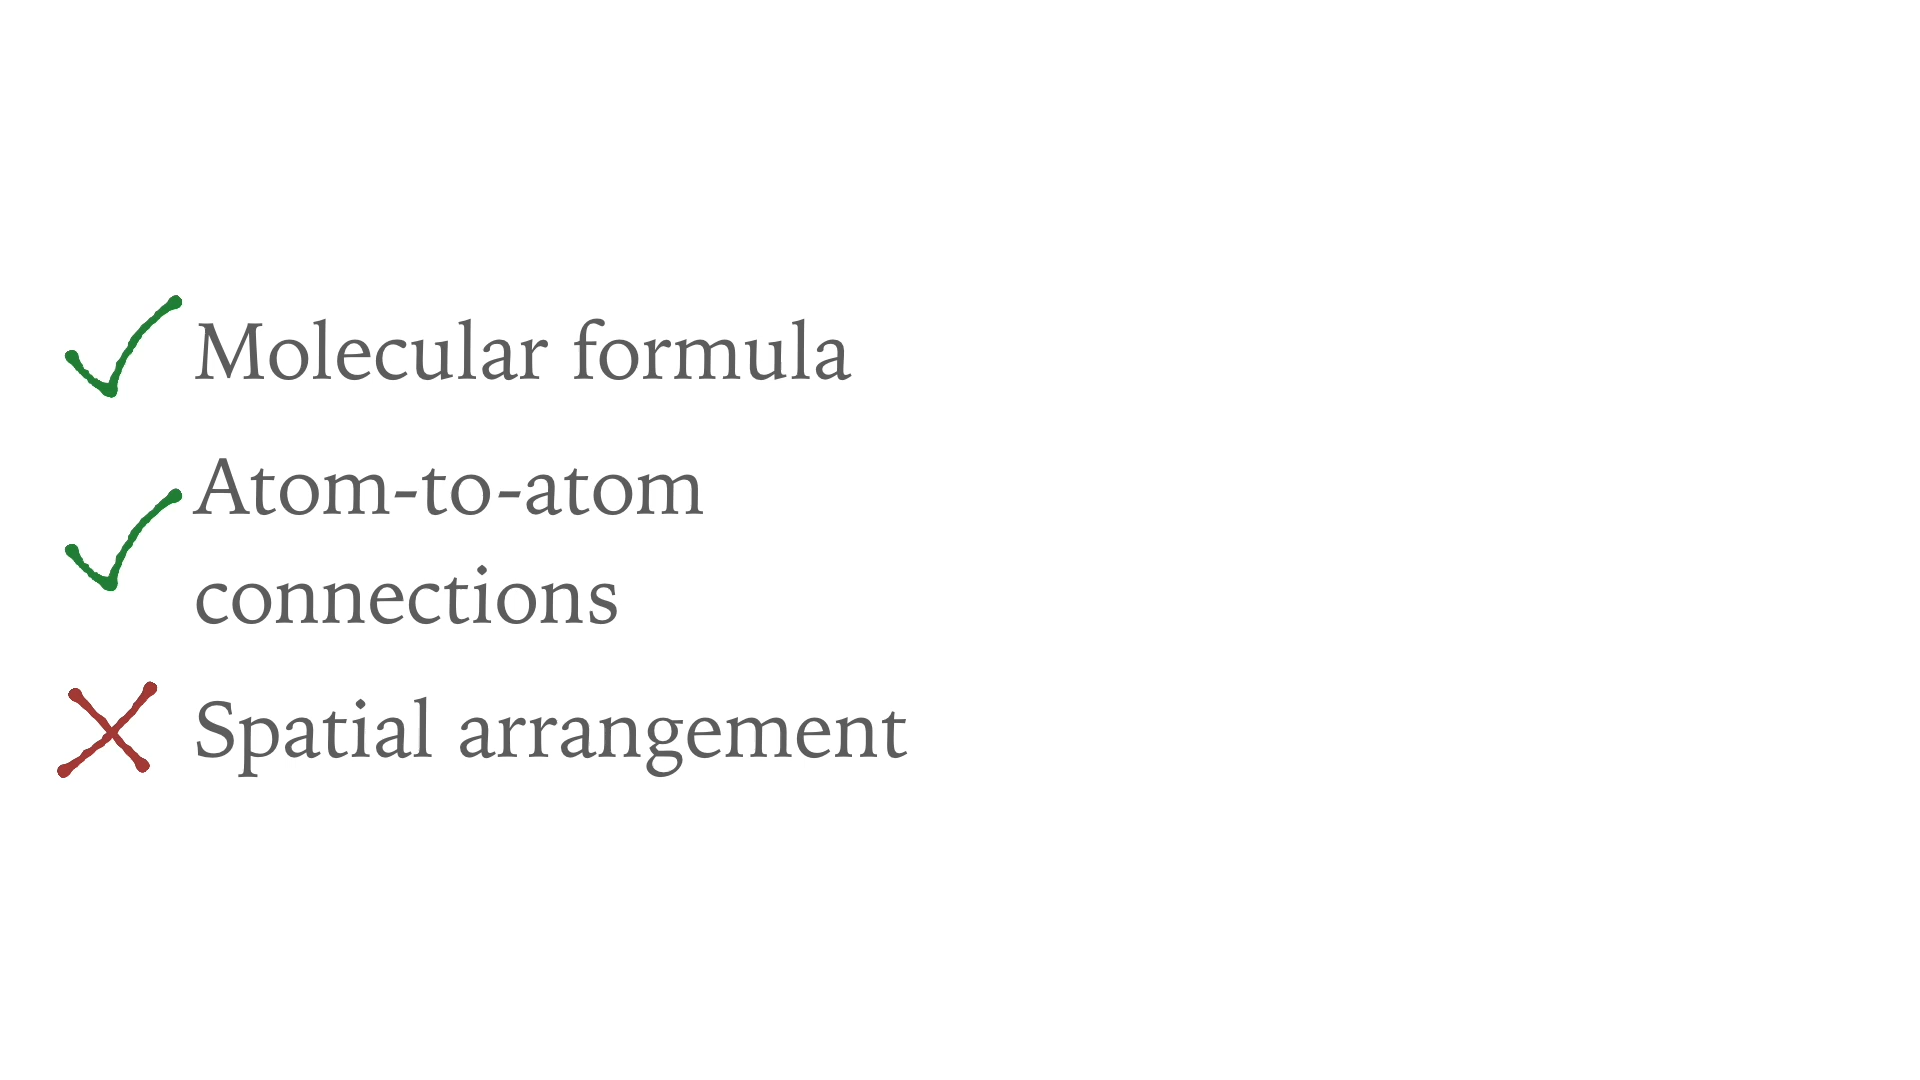 Molecular formula
Atom-to-atom
connections
Spatial arrangement